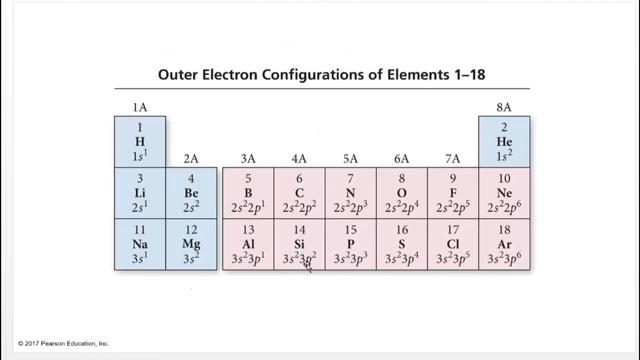 Outer Electron Configurations of Elements 1–18
1A 8A
1 2
H He
1s¹ 2A 3A 4A 5A 6A 7A 1s²
3 4 5 6 7 8 9 10
Li Be B C N O F Ne
2s¹ 2s² 2s²2p¹ 2s²2p² 2s²2p³ 2s²2p⁴ 2s²2p⁵ 2s²2p⁶
11 12 13 14 15 16 17 18
Na Mg Al Si P S Cl Ar
3s¹ 3s² 3s²3p¹ 3s²3p² 3s²3p³ 3s²3p⁴ 3s²3p⁵ 3s²3p⁶
© 2017 Pearson Education, Inc.